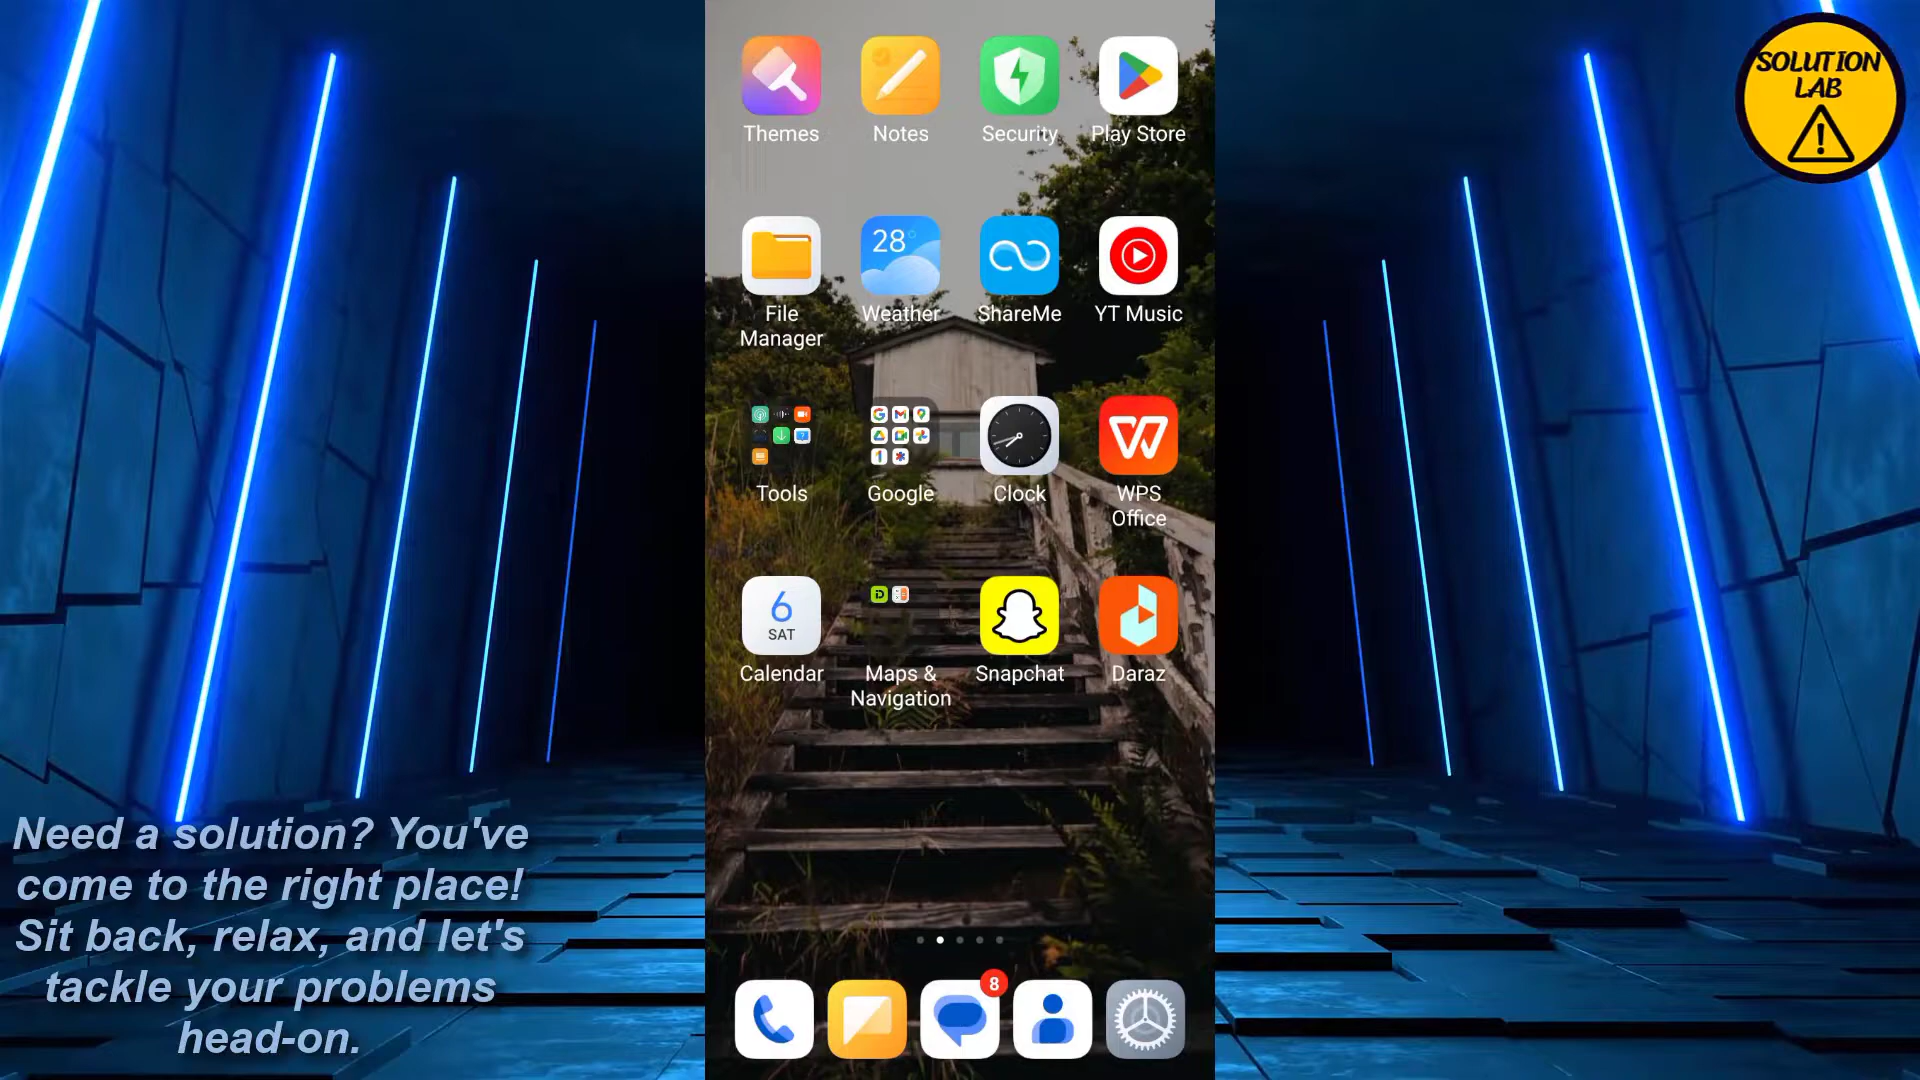 SOLUTION
LAB
Themes
Notes
Security
Play Store
28°
File
Manager
Weather
ShareMe
YT Music
Tools
Google
Clock
WPS
Office
6
SAT
Calendar
Maps &
Navigation
Snapchat
Daraz
8
Need a solution? You've
come to the right place!
Sit back, relax, and let's
tackle your problems
head-on.